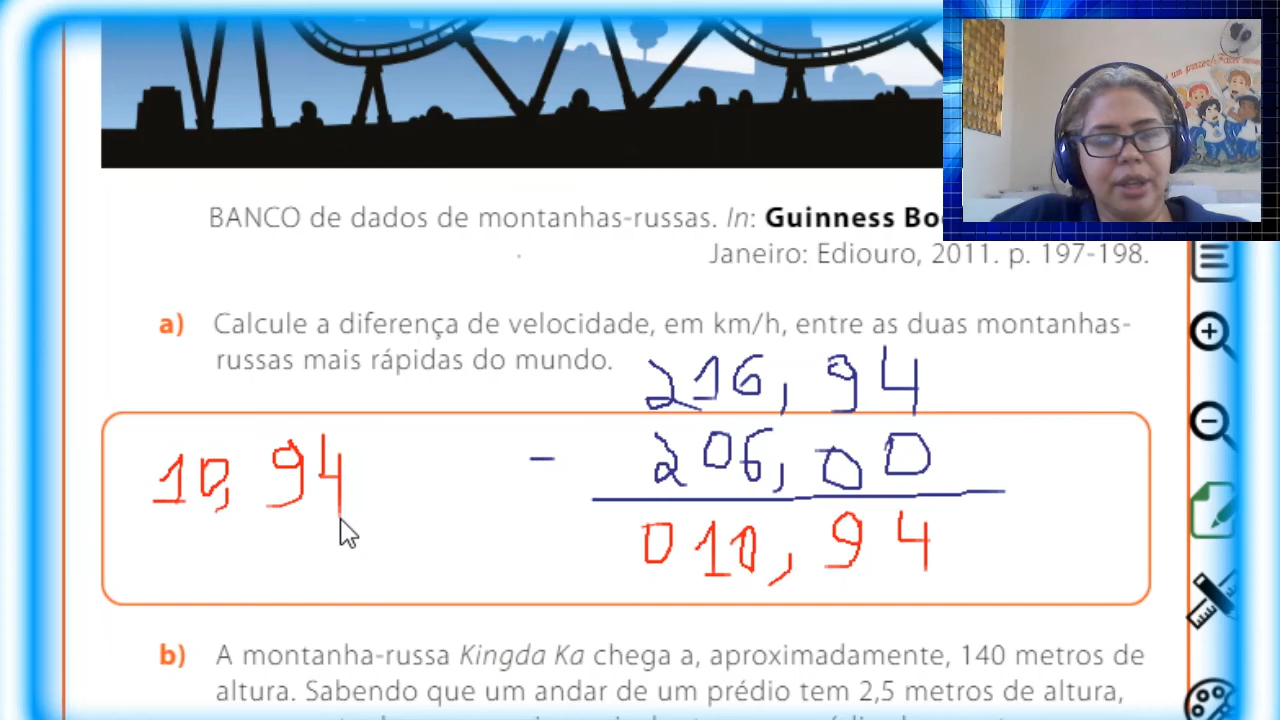 BANCO de dados de montanhas-russas. In: Guinness Bo
Janeiro: Ediouro, 2011. p. 197-198.
a) Calcule a diferença de velocidade, em km/h, entre as duas montanhas-
russas mais rápidas do mundo.
216,94
- 206,00
010,94
10,94
b) A montanha-russa Kingda Ka chega a, aproximadamente, 140 metros de
altura. Sabendo que um andar de um prédio tem 2,5 metros de altura,